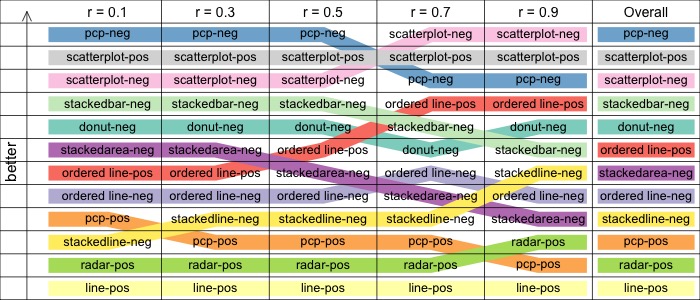 r = 0.1 r = 0.3 r = 0.5 r = 0.7 r = 0.9 Overall
pcp-neg pcp-neg pcp-neg scatterplot-neg scatterplot-neg pcp-neg
scatterplot-pos scatterplot-pos scatterplot-pos scatterplot-pos scatterplot-pos scatterplot-pos
scatterplot-neg scatterplot-neg scatterplot-neg pcp-neg pcp-neg scatterplot-neg
stackedbar-neg stackedbar-neg stackedbar-neg ordered line-pos ordered line-pos stackedbar-neg
donut-neg donut-neg donut-neg stackedbar-neg donut-neg donut-neg
stackedarea-neg stackedarea-neg ordered line-pos donut-neg stackedbar-neg ordered line-pos
ordered line-pos ordered line-pos stackedarea-neg ordered line-neg stackedline-neg stackedarea-neg
ordered line-neg ordered line-neg ordered line-neg stackedarea-neg ordered line-neg ordered line-neg
pcp-pos stackedline-neg stackedline-neg stackedline-neg stackedarea-neg stackedline-neg
stackedline-neg pcp-pos pcp-pos pcp-pos radar-pos pcp-pos
radar-pos radar-pos radar-pos radar-pos pcp-pos radar-pos
line-pos line-pos line-pos line-pos line-pos line-pos
better